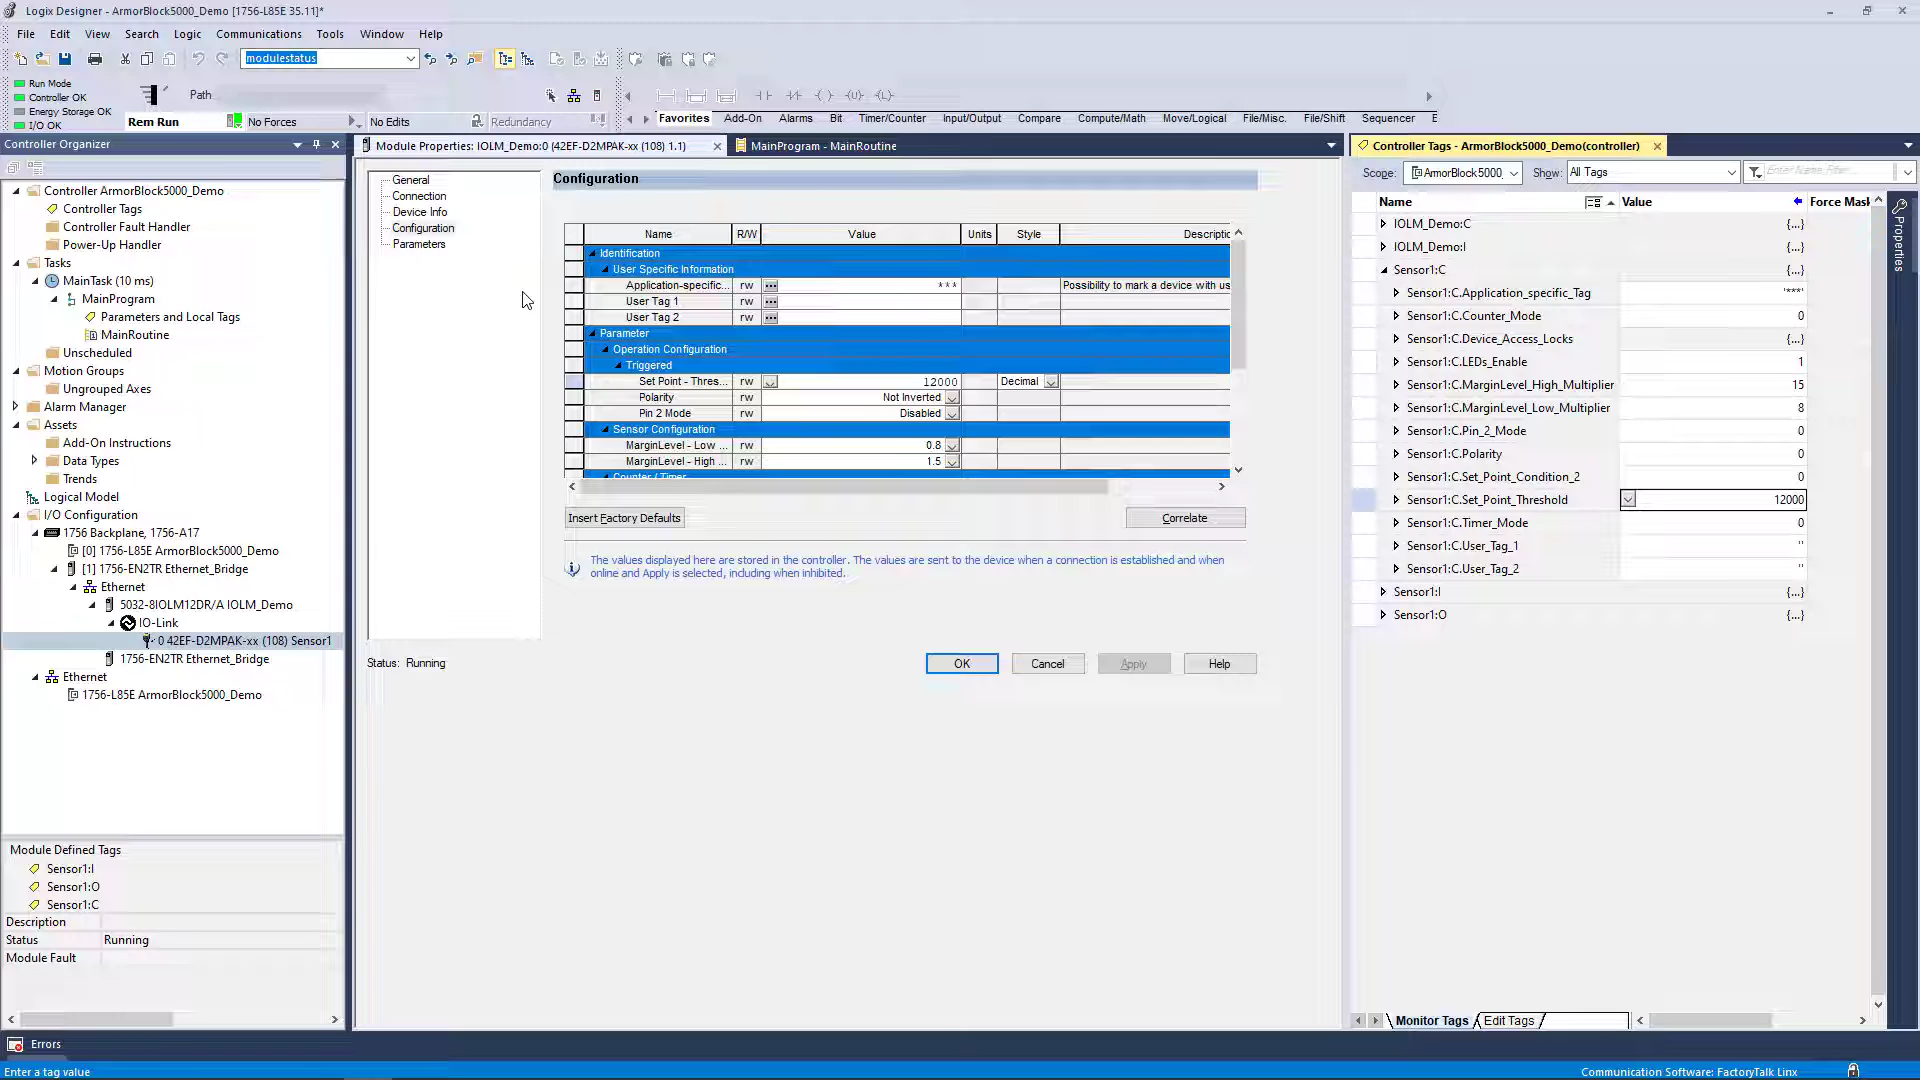 Logix Designer - ArmorBlock5000_Demo [1756-L85E 35.11]*
File Edit View Search Logic Communications Tools Window Help
modulestatus
Run Mode
Controller OK
Energy Storage OK
I/O OK
Path
Rem Run No Forces No Edits Redundancy
Favorites Add-On Alarms Bit Timer/Counter Input/Output Compare Compute/Math Move/Logical File/Misc. File/Shift Sequencer E
Controller Organizer
Controller ArmorBlock5000_Demo
Controller Tags
Controller Fault Handler
Power-Up Handler
Tasks
MainTask (10 ms)
MainProgram
Parameters and Local Tags
MainRoutine
Unscheduled
Motion Groups
Ungrouped Axes
Alarm Manager
Assets
Add-On Instructions
Data Types
Trends
Logical Model
I/O Configuration
1756 Backplane, 1756-A17
[0] 1756-L85E ArmorBlock5000_Demo
[1] 1756-EN2TR Ethernet_Bridge
Ethernet
5032-8IOLM12DR/A IOLM_Demo
IO-Link
0 42EF-D2MPAK-xx (108) Sensor1
1756-EN2TR Ethernet_Bridge
Ethernet
1756-L85E ArmorBlock5000_Demo
Module Defined Tags
Sensor1:I
Sensor1:O
Sensor1:C
Description
Status Running
Module Fault
Module Properties: IOLM_Demo:0 (42EF-D2MPAK-xx (108) 1.1)
MainProgram - MainRoutine
General
Connection
Device Info
Configuration
Parameters
Configuration
Name R/W Value Units Style Descriptic
Identification
User Specific Information
Application-specific... rw ... *** Possibility to mark a device with us
User Tag 1 rw ...
User Tag 2 rw ...
Parameter
Operation Configuration
Triggered
Set Point - Thres... rw 12000 Decimal
Polarity rw Not Inverted
Pin 2 Mode rw Disabled
Sensor Configuration
MarginLevel - Low ... rw 0.8
MarginLevel - High ... rw 1.5
Counter / Timer
Insert Factory Defaults Correlate
The values displayed here are stored in the controller. The values are sent to the device when a connection is established and when
online and Apply is selected, including when inhibited.
Status: Running
OK Cancel Apply Help
Controller Tags - ArmorBlock5000_Demo(controller)
Scope: ArmorBlock5000_ Show: All Tags Enter Name Filter...
Name Value Force Mask
IOLM_Demo:C {...}
IOLM_Demo:I {...}
Sensor1:C {...}
Sensor1:C.Application_specific_Tag '***'
Sensor1:C.Counter_Mode 0
Sensor1:C.Device_Access_Locks {...}
Sensor1:C.LEDs_Enable 1
Sensor1:C.MarginLevel_High_Multiplier 15
Sensor1:C.MarginLevel_Low_Multiplier 8
Sensor1:C.Pin_2_Mode 0
Sensor1:C.Polarity 0
Sensor1:C.Set_Point_Condition_2 0
Sensor1:C.Set_Point_Threshold 12000
Sensor1:C.Timer_Mode 0
Sensor1:C.User_Tag_1 ''
Sensor1:C.User_Tag_2 ''
Sensor1:I {...}
Sensor1:O {...}
Properties
Monitor Tags Edit Tags
Errors
Enter a tag value
Communication Software: FactoryTalk Linx